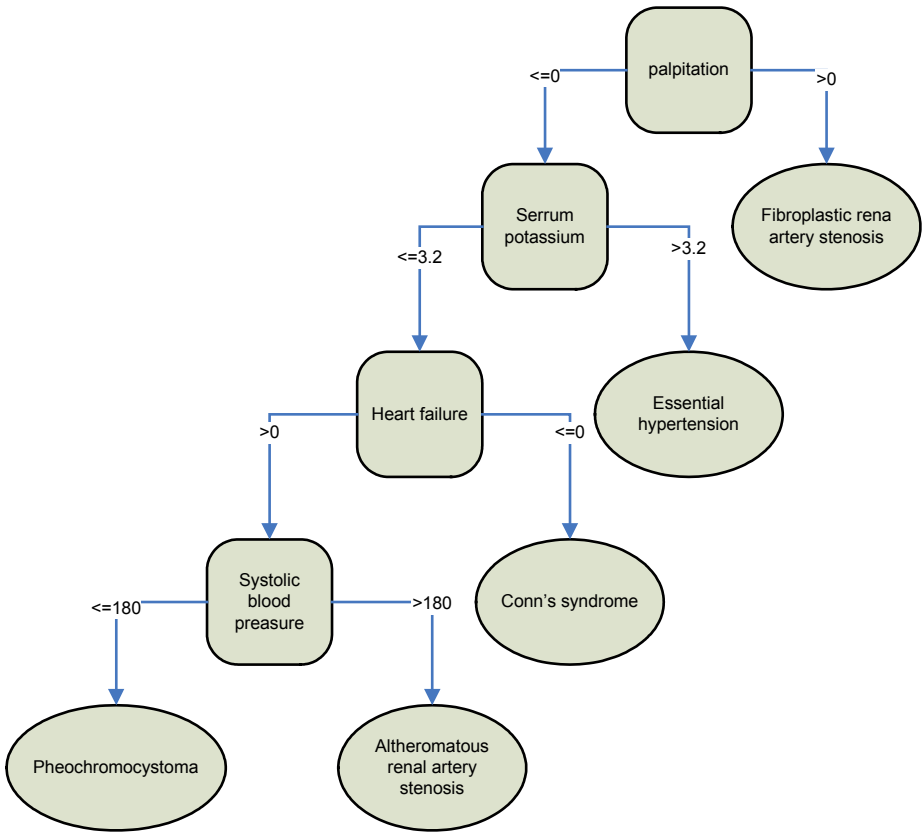 palpitation
<=0
>0
Serrum
potassium
Fibroplastic rena
artery stenosis
<=3.2
>3.2
Heart failure
Essential
hypertension
>0
<=0
Systolic
blood
preasure
Conn's syndrome
<=180
>180
Pheochromocystoma
Altheromatous
renal artery
stenosis